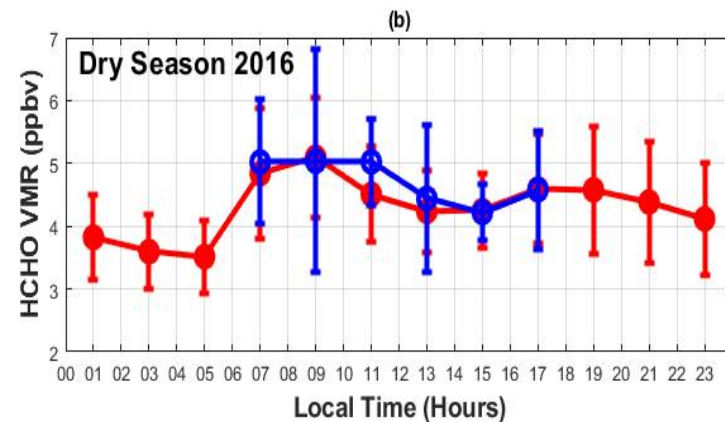 (b)
Dry Season 2016
HCHO VMR (ppbv)
7
6
5
4
3
2
00 01 02 03 04 05 06 07 08 09 10 11 12 13 14 15 16 17 18 19 20 21 22 23
Local Time (Hours)